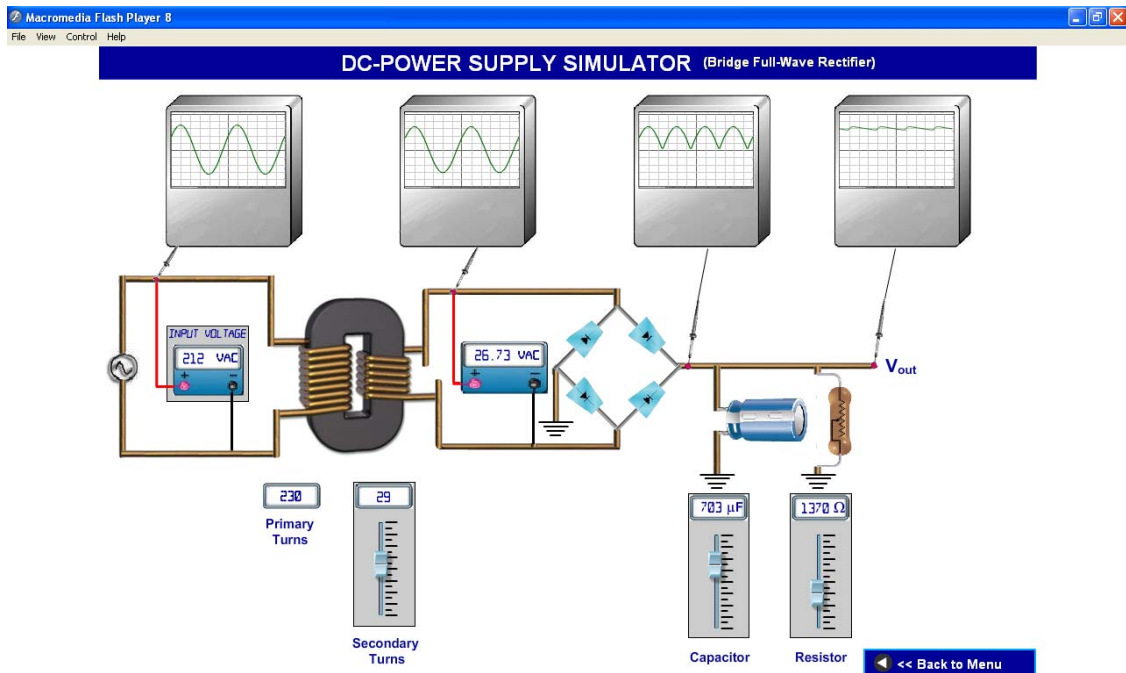 Macromedia Flash Player 8
File View Control Help
DC-POWER SUPPLY SIMULATOR (Bridge Full-Wave Rectifier)
INPUT VOLTAGE
212 VAC
+ −
26.73 VAC
+ −
Vout
230
Primary
Turns
29
Secondary
Turns
703 μF
Capacitor
1370 Ω
Resistor
<< Back to Menu